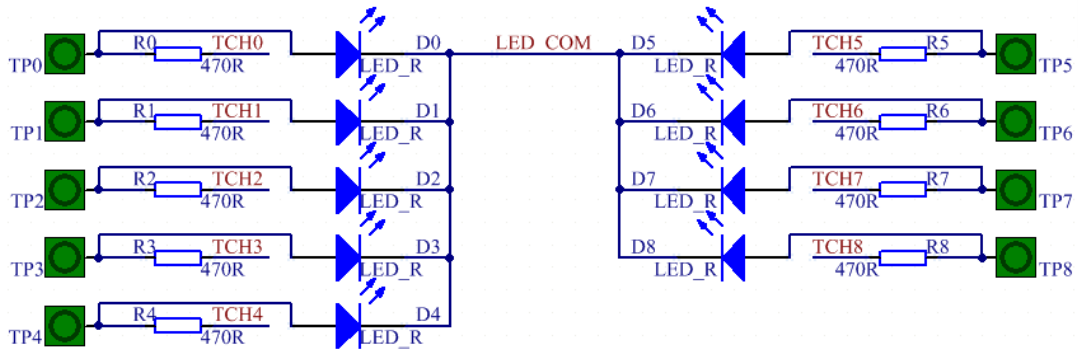 R0 TCH0 D0 LED_COM D5 TCH5 R5
TP0 470R LED_R LED_R 470R TP5
R1 TCH1 D1 D6 TCH6 R6
TP1 470R LED_R LED_R 470R TP6
R2 TCH2 D2 D7 TCH7 R7
TP2 470R LED_R LED_R 470R TP7
R3 TCH3 D3 D8 TCH8 R8
TP3 470R LED_R LED_R 470R TP8
R4 TCH4 D4
TP4 470R LED_R